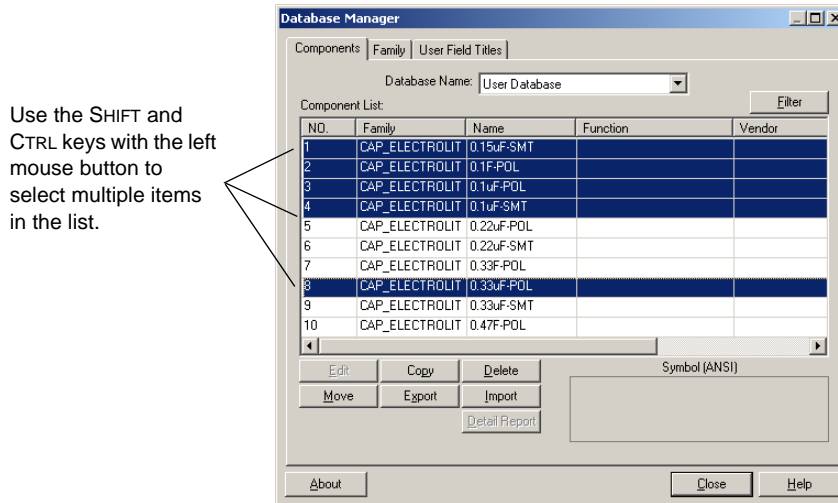 Database Manager
Components Family User Field Titles
Database Name: User Database
Component List:
Filter
NO. Family Name Function Vendor
1 CAP_ELECTROLIT 0.15uF-SMT
2 CAP_ELECTROLIT 0.1F-POL
3 CAP_ELECTROLIT 0.1uF-POL
4 CAP_ELECTROLIT 0.1uF-SMT
5 CAP_ELECTROLIT 0.22uF-POL
6 CAP_ELECTROLIT 0.22uF-SMT
7 CAP_ELECTROLIT 0.33F-POL
8 CAP_ELECTROLIT 0.33uF-POL
9 CAP_ELECTROLIT 0.33uF-SMT
10 CAP_ELECTROLIT 0.47F-POL
Edit Copy Delete
Move Export Import
Detail Report
Symbol (ANSI)
About Close Help
Use the SHIFT and
CTRL keys with the left
mouse button to
select multiple items
in the list.